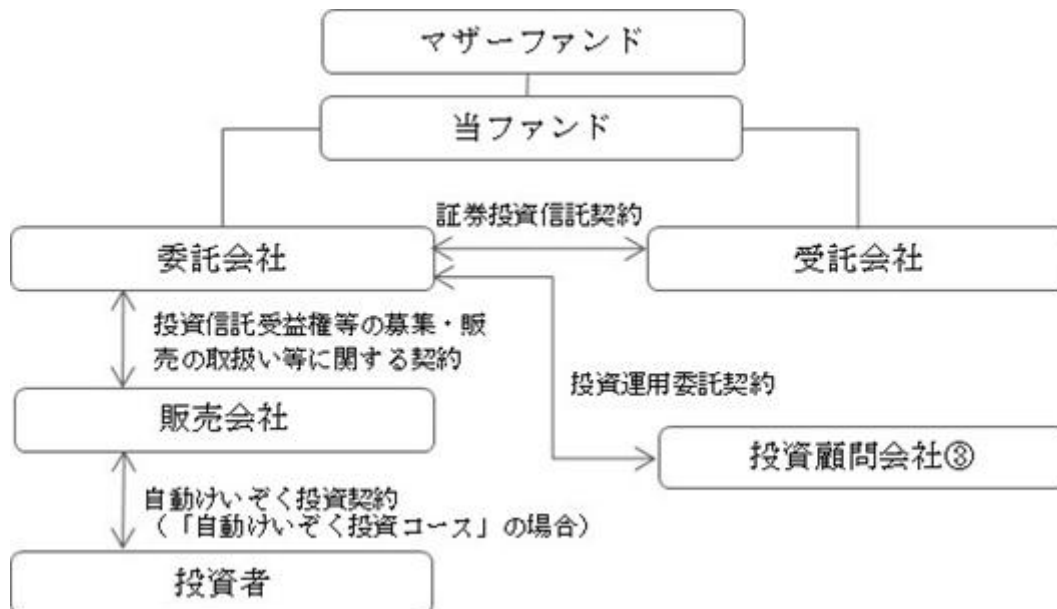 マザーファンド
当ファンド
証券投資信託契約
委託会社
受託会社
投資信託受益権等の募集・販
売の取扱い等に関する契約
投資運用委託契約
販売会社
投資顧問会社③
自動けいぞく投資契約
（「自動けいぞく投資コース」の場合）
投資者